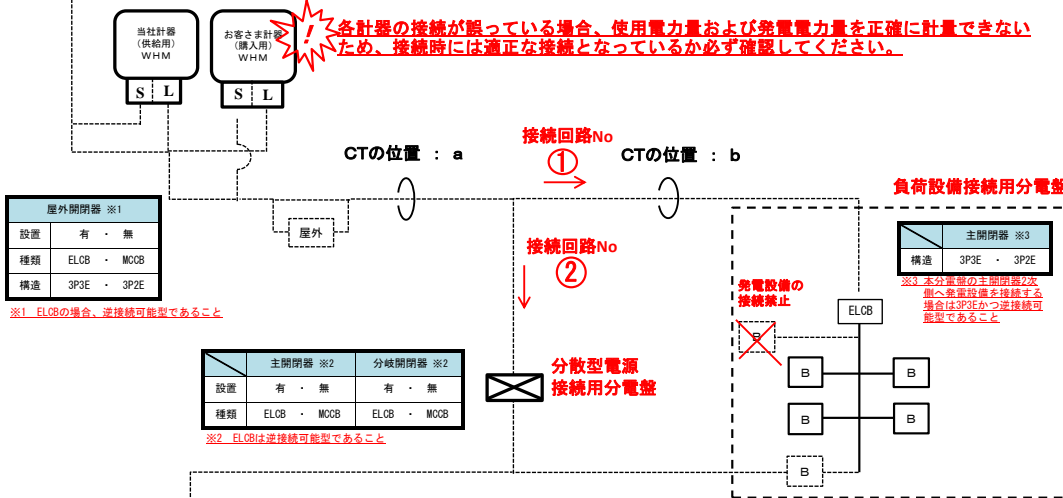 当社計器
(供給用)
WHM
S L
お客さま計器
(購入用)
WHM
S L
!
各計器の接続が誤っている場合、使用電力量および発電電力量を正確に計量できない
ため、接続時には適正な接続となっているか必ず確認してください。
CTの位置 : a
接続回路No
①
CTの位置 : b
負荷設備接続用分電盤
屋外開閉器 ※1
設置 有 ・ 無
種類 ELCB ・ MCCB
構造 3P3E ・ 3P2E
※1 ELCBの場合、逆接続可能型であること
屋外
接続回路No
②
主開閉器 ※3
構造 3P3E ・ 3P2E
※3 本分電盤の主開閉器2次
側へ発電設備を接続する
場合は3P3Eかつ逆接続可
能型であること
発電設備の
接続禁止
ELCB
B
B
B
B
B
B
主開閉器 ※2 分岐開閉器 ※2
設置 有 ・ 無 有 ・ 無
種類 ELCB ・ MCCB ELCB ・ MCCB
※2 ELCBは逆接続可能型であること
分散型電源
接続用分電盤